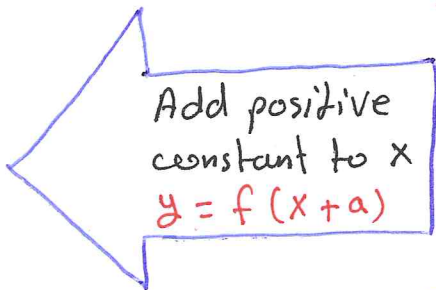 Add positive
constant to x
y = f (x + a)